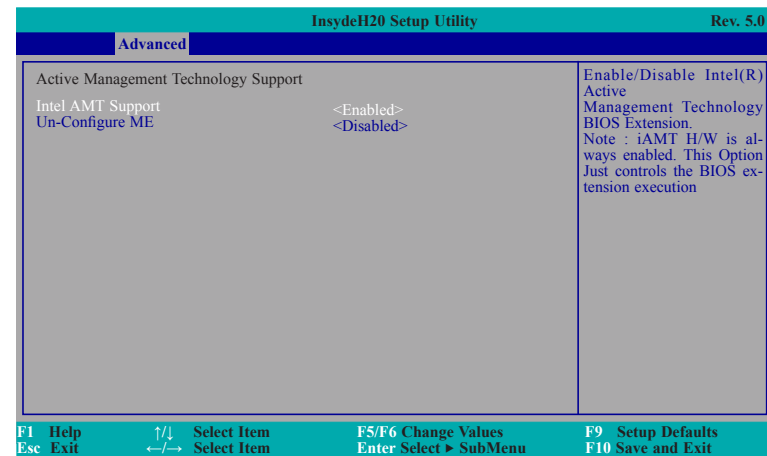 InsydeH20 Setup Utility Rev. 5.0
Advanced
Active Management Technology Support
Intel AMT Support <Enabled>
Un-Configure ME <Disabled>
Enable/Disable Intel(R)
Active
Management Technology
BIOS Extension.
Note : iAMT H/W is al-
ways enabled. This Option
Just controls the BIOS ex-
tension execution
F1 Help ↑/↓ Select Item F5/F6 Change Values F9 Setup Defaults
Esc Exit ←/→ Select Item Enter Select ► SubMenu F10 Save and Exit